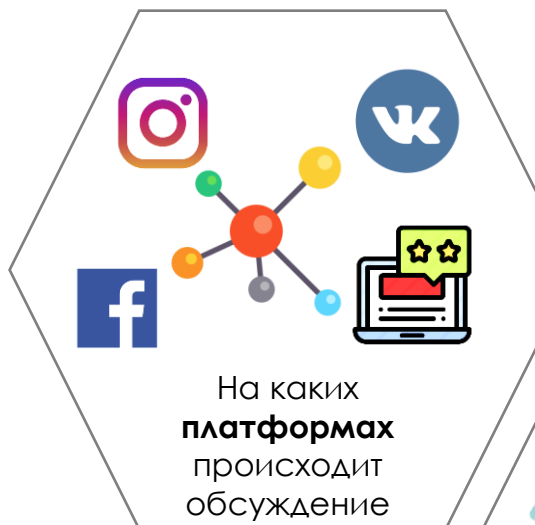 На каких
платформах
происходит
обсуждение